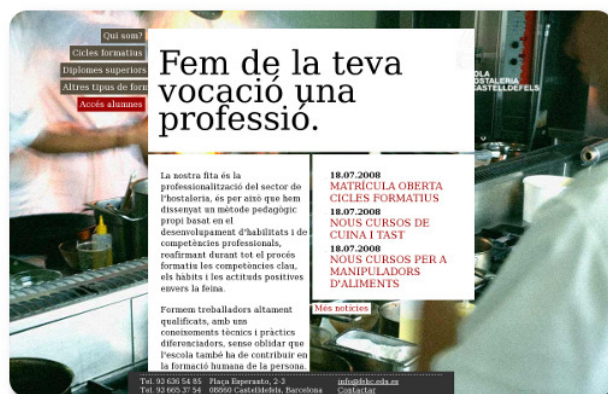 Qui som?
Cicles formatius
Diplomes superiors
Altres tipus de form
Accés alumnes
Fem de la teva
vocació una
professió.
OLA
OSTALERIA
CASTELLDEFELS
La nostra fita és la
professionalització del sector de
l'hostaleria, és per això que hem
dissenyat un mètode pedagògic
propi basat en el
desenvolupament d'habilitats i de
competències professionals,
reafirmant durant tot el procés
formatiu les competències clau,
els hàbits i les actituds positives
envers la feina.
Formem treballadors altament
qualificats, amb uns
coneixements tècnics i pràctics
diferenciadors, sense oblidar que
l'escola també ha de contribuir en
la formació humana de la persona.
18.07.2008
MATRÍCULA OBERTA
CICLES FORMATIUS
18.07.2008
NOUS CURSOS DE
CUINA I TAST
18.07.2008
NOUS CURSOS PER A
MANIPULADORS
D'ALIMENTS
Més notícies
Tel. 93 636 54 85 Plaça Esperanto, 2-3 info@fehc.edu.es
Tel. 93 665 37 54 08860 Castelldefels, Barcelona Contactar